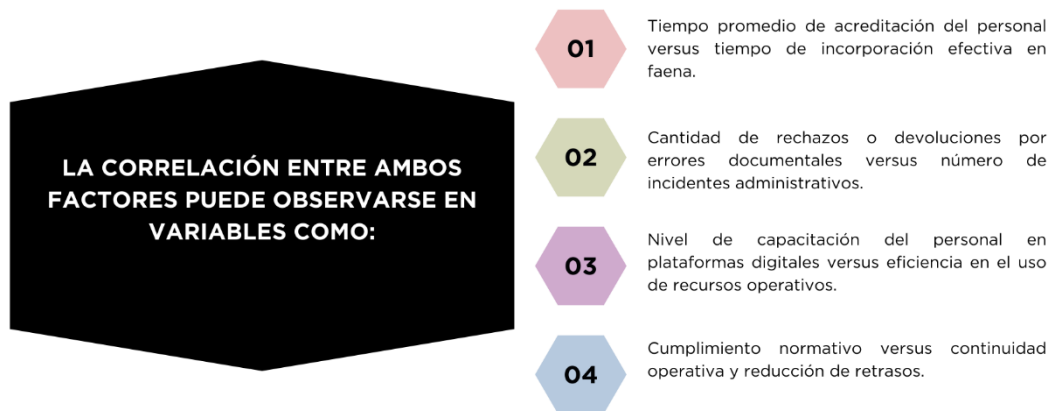 LA CORRELACIÓN ENTRE AMBOS
FACTORES PUEDE OBSERVARSE EN
VARIABLES COMO:
01
Tiempo promedio de acreditación del personal
versus tiempo de incorporación efectiva en
faena.
02
Cantidad de rechazos o devoluciones por
errores documentales versus número de
incidentes administrativos.
03
Nivel de capacitación del personal en
plataformas digitales versus eficiencia en el uso
de recursos operativos.
04
Cumplimiento normativo versus continuidad
operativa y reducción de retrasos.